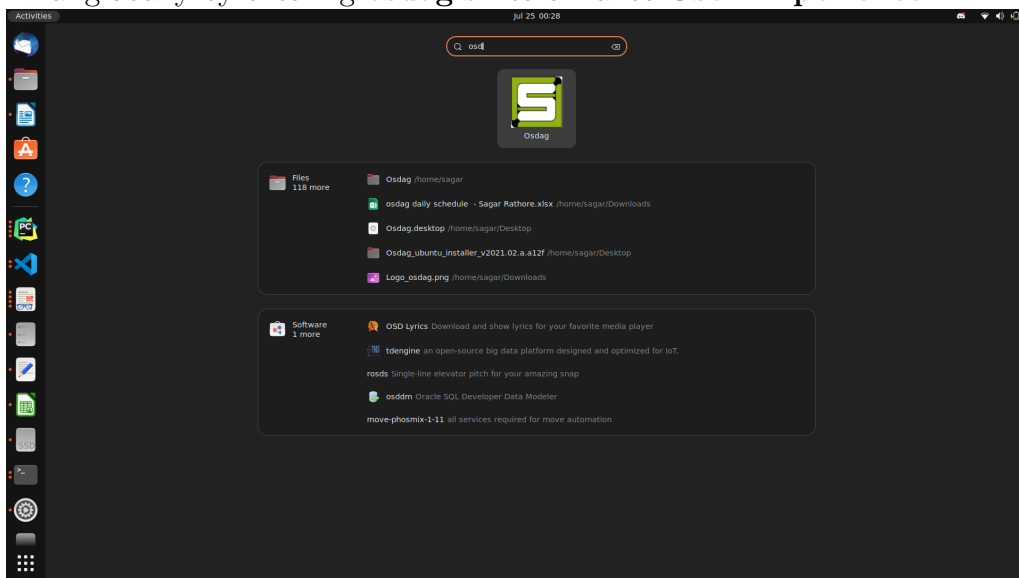 Activities
Jul 25 00:28
osd
Osdag
Files
118 more
Osdag /home/sagar
osdag daily schedule - Sagar Rathore.xlsx /home/sagar/Downloads
Osdag.desktop /home/sagar/Desktop
Osdag_ubuntu_installer_v2021.02.a.a12f /home/sagar/Desktop
Logo_osdag.png /home/sagar/Downloads
Software
1 more
OSD Lyrics Download and show lyrics for your favorite media player
tdengine an open-source big data platform designed and optimized for IoT.
rosds Single-line elevator pitch for your amazing snap
osddm Oracle SQL Developer Data Modeler
move-phosmix-1-11 all services required for move automation
PC
SSD